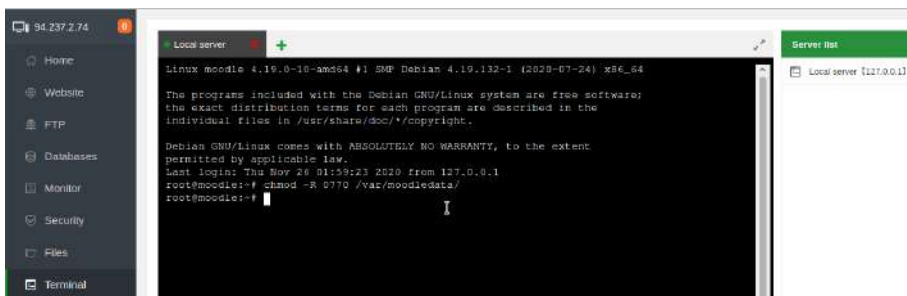 94.237.2.74 0
Home
Website
FTP
Databases
Monitor
Security
Files
Terminal
Local server
Linux moodle 4.19.0-10-amd64 #1 SMP Debian 4.19.132-1 (2020-07-24) x86_64
The programs included with the Debian GNU/Linux system are free software;
the exact distribution terms for each program are described in the
individual files in /usr/share/doc/*/copyright.
Debian GNU/Linux comes with ABSOLUTELY NO WARRANTY, to the extent
permitted by applicable law.
Last login: Thu Nov 26 01:59:23 2020 from 127.0.0.1
root@moodle:~# chmod -R 0770 /var/moodledata/
root@moodle:~#
Server list
Local server [127.0.0.1]